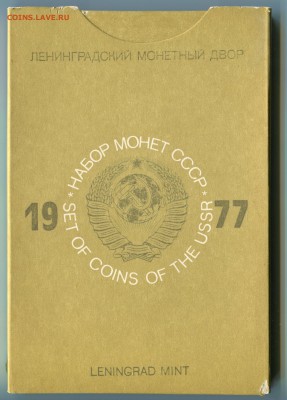 COINS.LAVE.RU
ЛЕНИНГРАДСКИЙ МОНЕТНЫЙ ДВОР
* НАБОР МОНЕТ СССР *
19 77
SET OF COINS OF THE USSR
LENINGRAD MINT